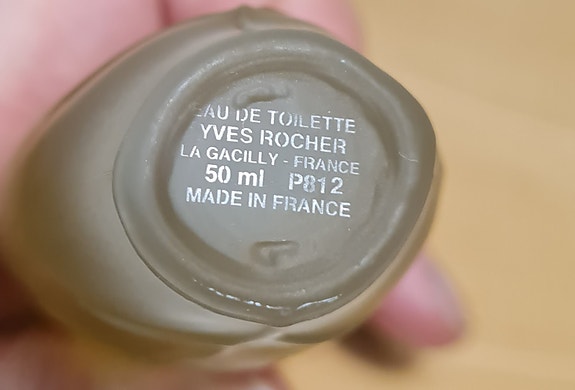 EAU DE TOILETTE
YVES ROCHER
LA GACILLY - FRANCE
50 ml P812
MADE IN FRANCE